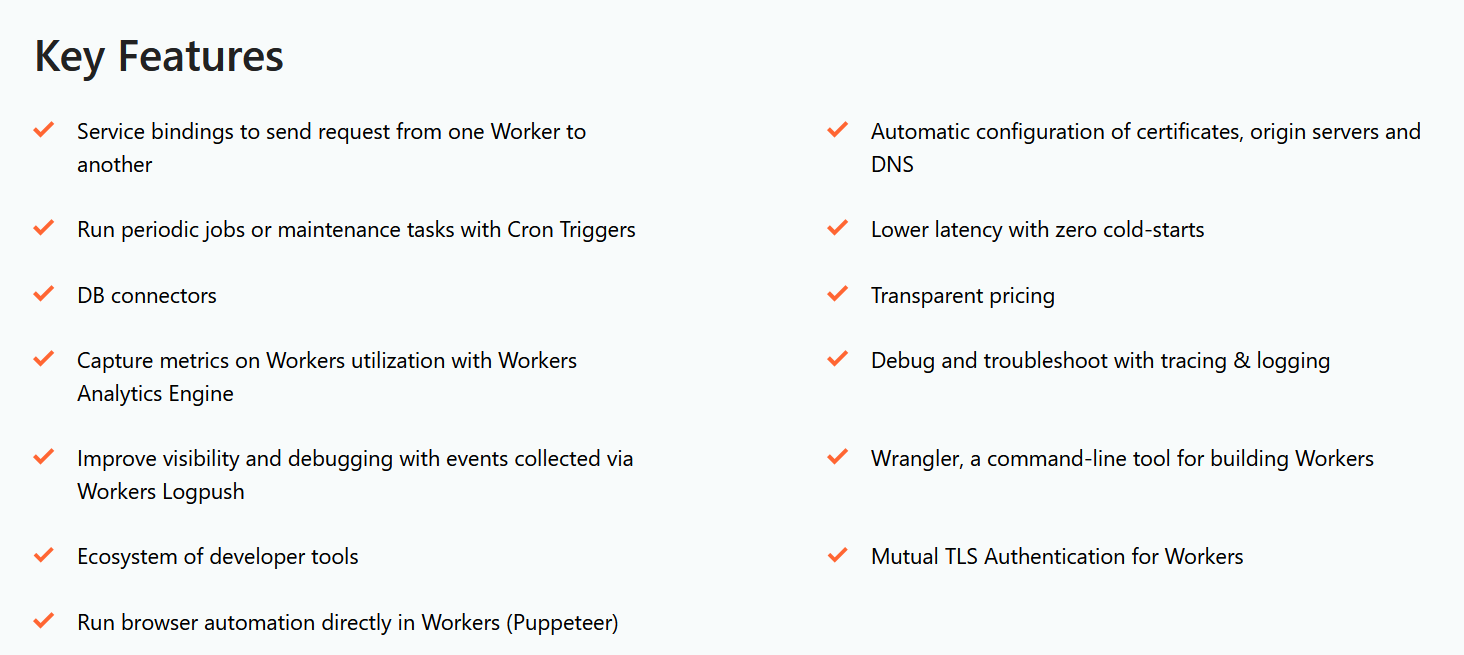 Key Features
Service bindings to send request from one Worker to
another
Automatic configuration of certificates, origin servers and
DNS
Run periodic jobs or maintenance tasks with Cron Triggers
Lower latency with zero cold-starts
DB connectors
Transparent pricing
Capture metrics on Workers utilization with Workers
Analytics Engine
Debug and troubleshoot with tracing & logging
Improve visibility and debugging with events collected via
Workers Logpush
Wrangler, a command-line tool for building Workers
Ecosystem of developer tools
Mutual TLS Authentication for Workers
Run browser automation directly in Workers (Puppeteer)